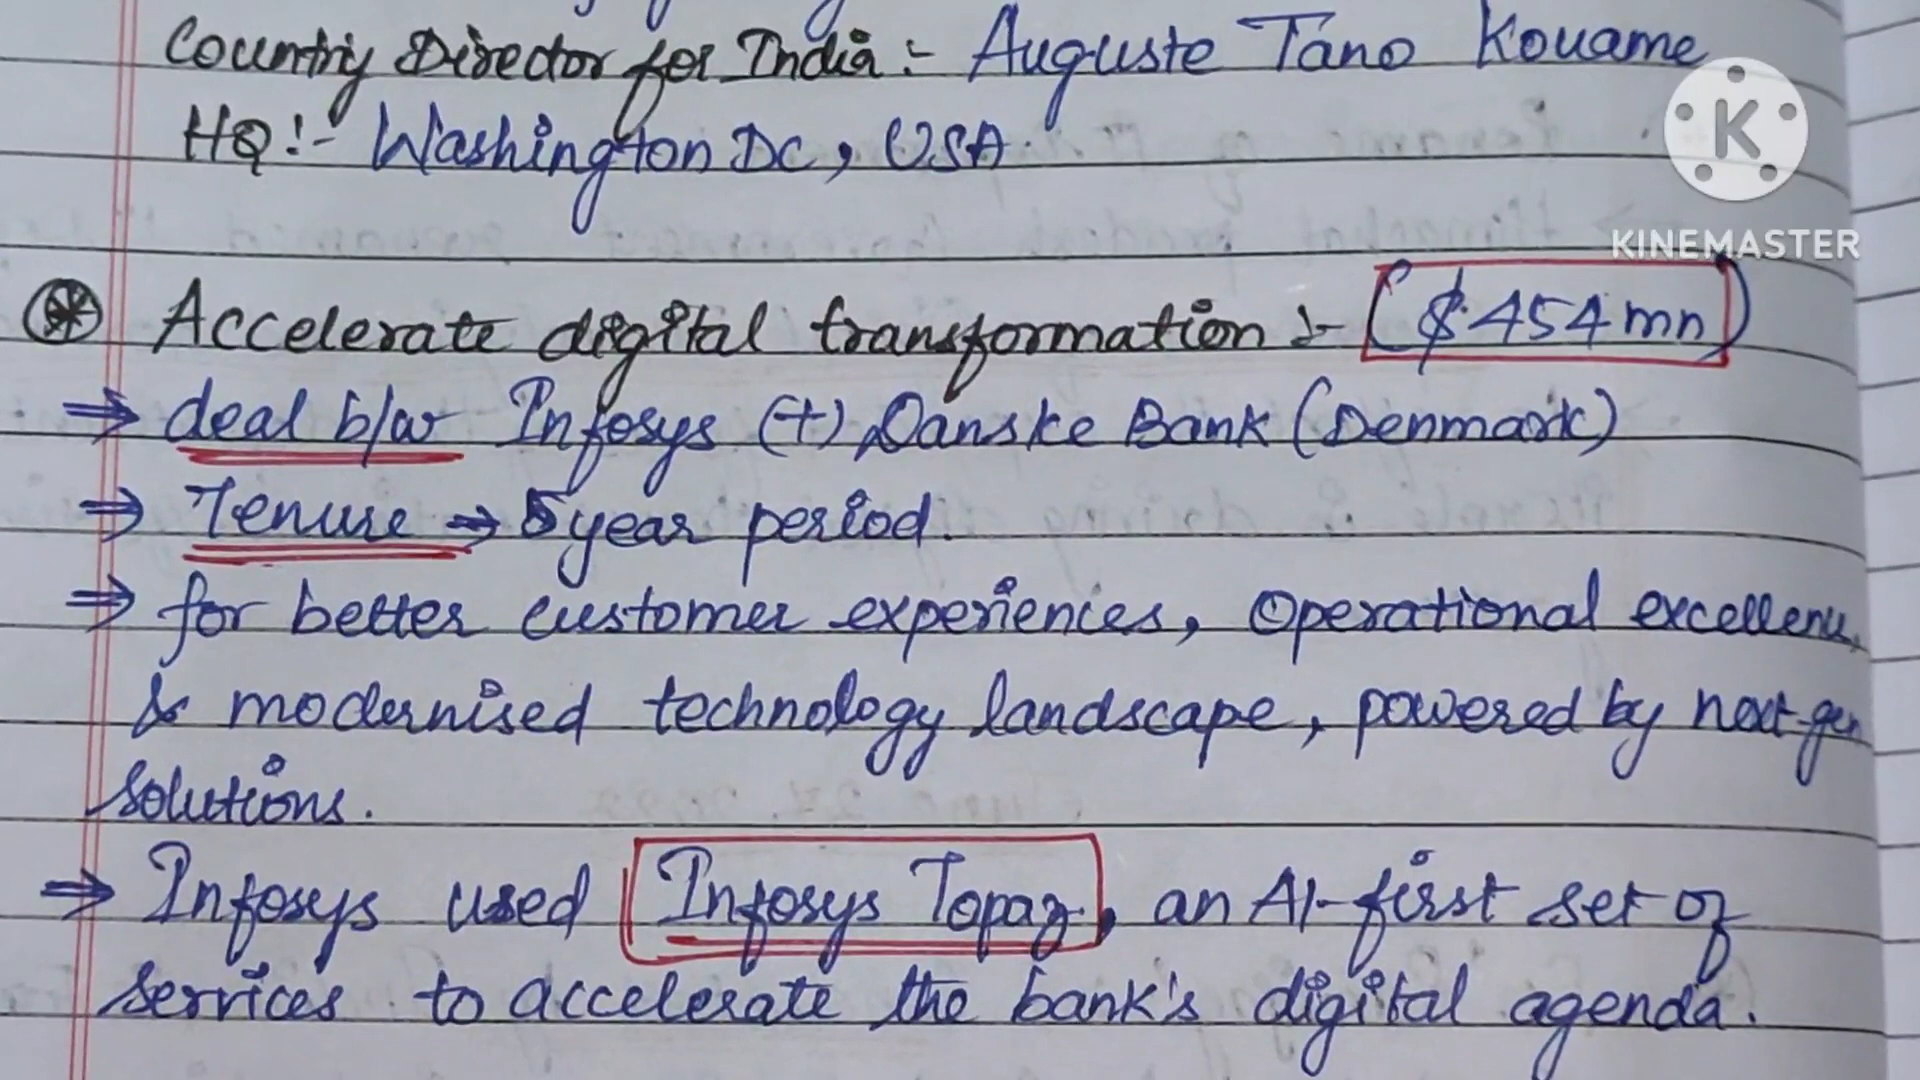 Country Director for India :- Auguste Tano Kouame
HQ :- Washington DC, USA.
KINEMASTER
Accelerate digital transformation :- ($454mn)
⇒ deal b/w Infosys (+) Danske Bank (Denmark)
⇒ Tenure → 5 year period.
⇒ for better customer experiences, Operational excellence,
& modernised technology landscape, powered by next-gen
solutions.
⇒ Infosys used Infosys Topaz, an AI-first set of
services to accelerate the bank's digital agenda.